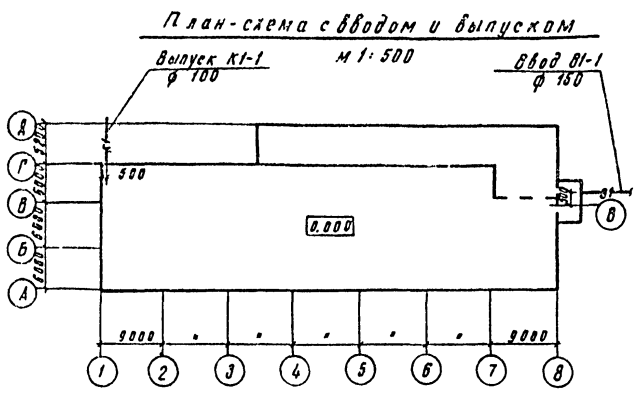 План-схема с вводом и выпуском
м 1:500
Выпуск К1-1
ф 100
Ввод В1-1
ф 150
Д
Г
500
В
В
0.000
Б
6000
А
9000 " " " " " 9000
1 2 3 4 5 6 7 8